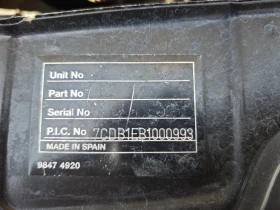 Unit No
Part No
Serial No
P.I.C. No 7CDB1EB1000993
MADE IN SPAIN
9847 4920